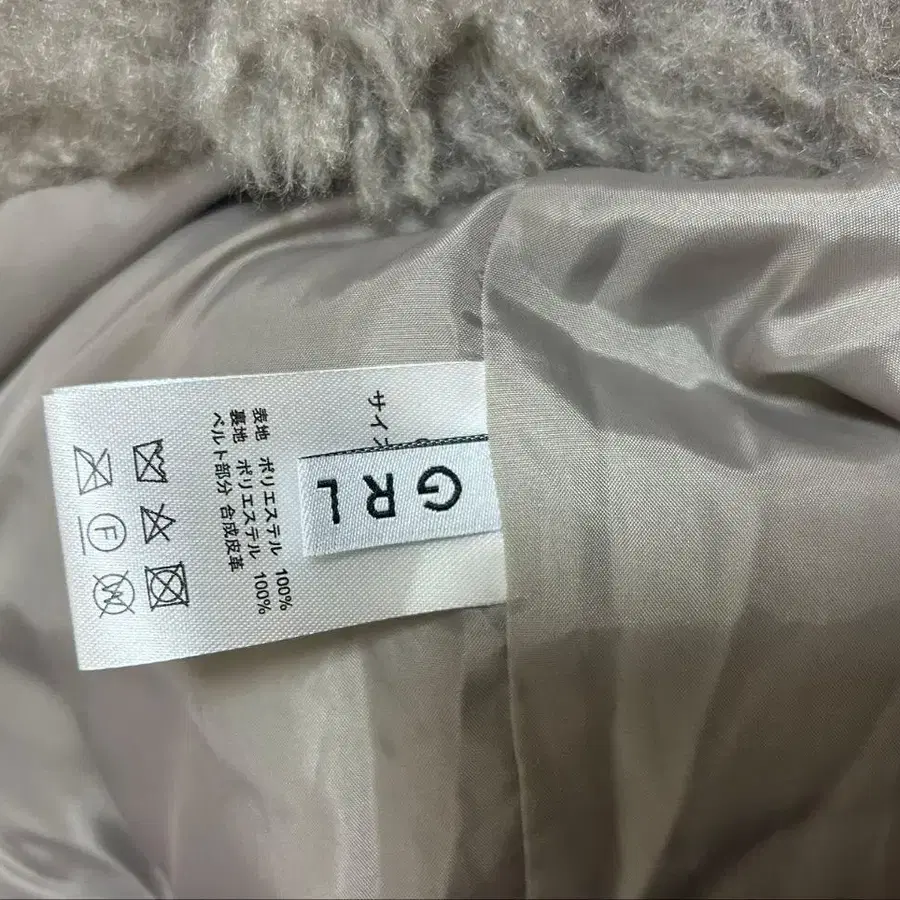 サイ
GRL
表地 ポリエステル 100%
裏地 ポリエステル 100%
ベルト部分 合成皮革
F W